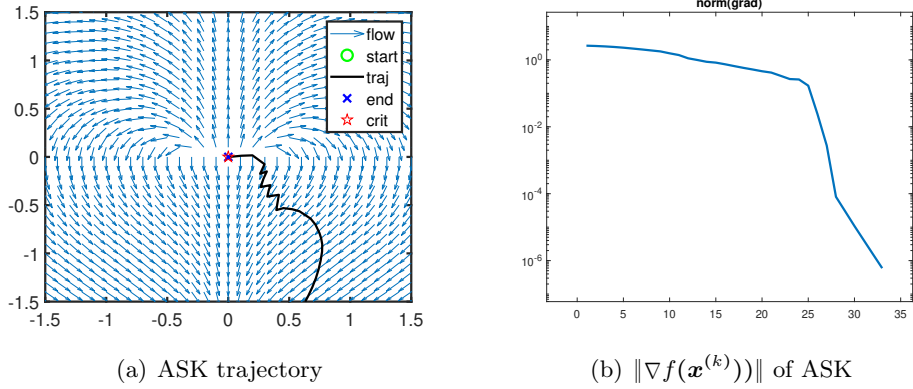 norm(grad)
1.5
1
0.5
0
-0.5
-1
-1.5
-1.5 -1 -0.5 0 0.5 1 1.5
flow
start
traj
end
crit
10^0
10^-2
10^-4
10^-6
0 5 10 15 20 25 30 35
(a) ASK trajectory
(b) ‖∇f(x^(k)))‖ of ASK